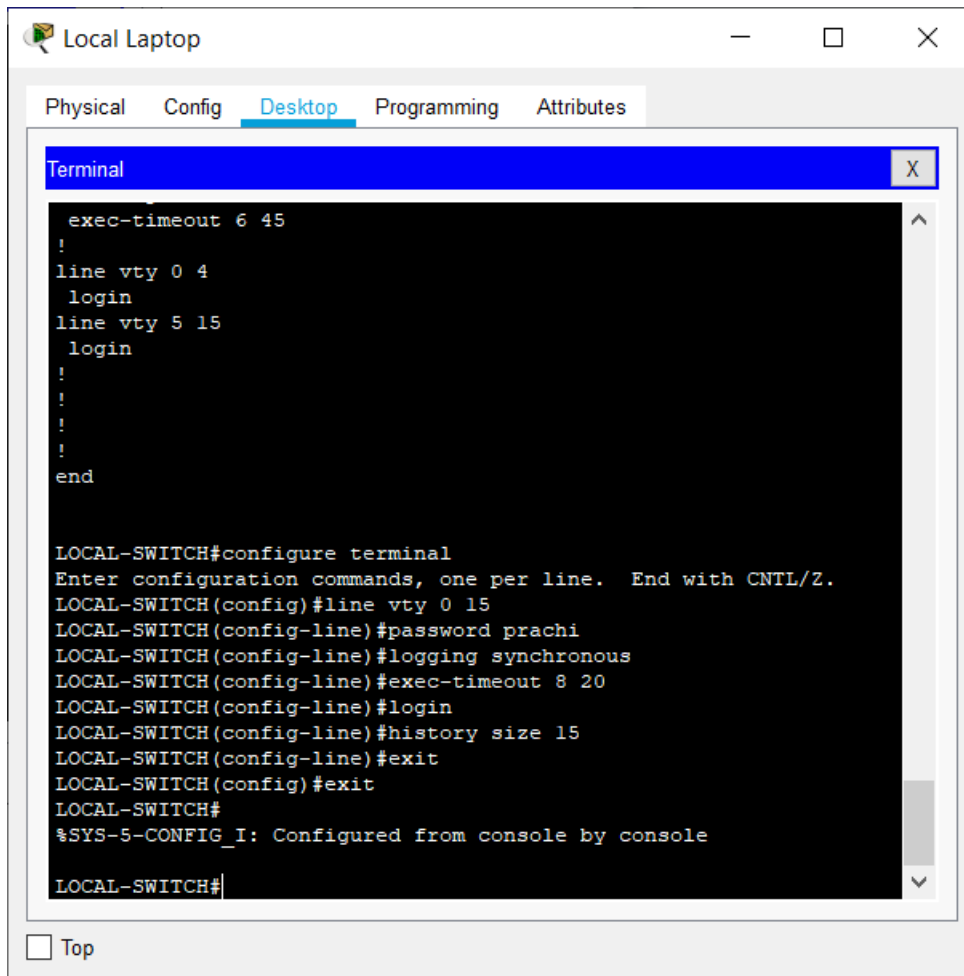 Local Laptop
Physical Config Desktop Programming Attributes
Terminal X
exec-timeout 6 45
!
line vty 0 4
login
line vty 5 15
login
!
!
!
!
end
LOCAL-SWITCH#configure terminal
Enter configuration commands, one per line.  End with CNTL/Z.
LOCAL-SWITCH(config)#line vty 0 15
LOCAL-SWITCH(config-line)#password prachi
LOCAL-SWITCH(config-line)#logging synchronous
LOCAL-SWITCH(config-line)#exec-timeout 8 20
LOCAL-SWITCH(config-line)#login
LOCAL-SWITCH(config-line)#history size 15
LOCAL-SWITCH(config-line)#exit
LOCAL-SWITCH(config)#exit
LOCAL-SWITCH#
%SYS-5-CONFIG_I: Configured from console by console
LOCAL-SWITCH#
Top